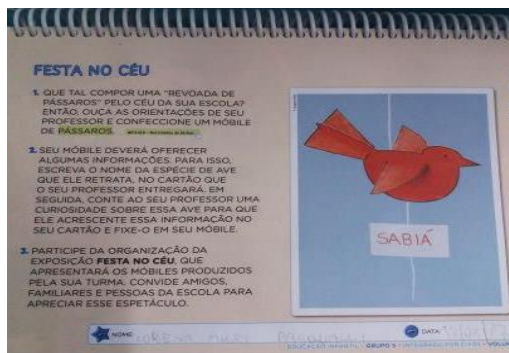 FESTA NO CÉU
1. QUE TAL COMPOR UMA "REVOADA DE
PÁSSAROS" PELO CÉU DA SUA ESCOLA?
ENTÃO, OUÇA AS ORIENTAÇÕES DE SEU
PROFESSOR E CONFECCIONE UM MÓBILE
DE PÁSSAROS.
2. SEU MÓBILE DEVERÁ OFERECER
ALGUMAS INFORMAÇÕES. PARA ISSO,
ESCREVA O NOME DA ESPÉCIE DE AVE
QUE ELE RETRATA, NO CARTÃO QUE
O SEU PROFESSOR ENTREGARÁ. EM
SEGUIDA, CONTE AO SEU PROFESSOR UMA
CURIOSIDADE SOBRE ESSA AVE PARA QUE
ELE ACRESCENTE ESSA INFORMAÇÃO NO
SEU CARTÃO E FIXE-O EM SEU MÓBILE.
3. PARTICIPE DA ORGANIZAÇÃO DA
EXPOSIÇÃO FESTA NO CÉU, QUE
APRESENTARÁ OS MÓBILES PRODUZIDOS
PELA SUA TURMA. CONVIDE AMIGOS,
FAMILIARES E PESSOAS DA ESCOLA PARA
APRECIAR ESSE ESPETÁCULO.
SABIÁ
NOME:
DATA:
EDUCAÇÃO INFANTIL - GRUPO 5